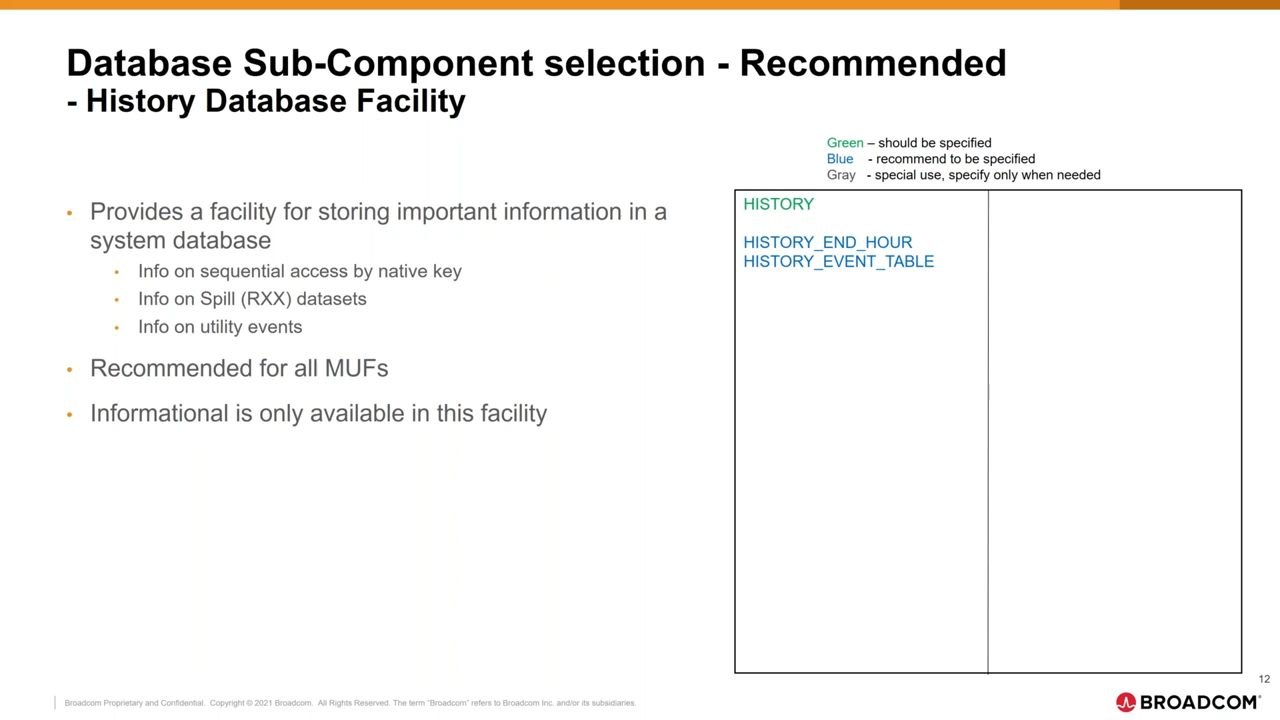 Database Sub-Component selection - Recommended
- History Database Facility
Green – should be specified
Blue - recommend to be specified
Gray - special use, specify only when needed
• Provides a facility for storing important information in a
system database
• Info on sequential access by native key
• Info on Spill (RXX) datasets
• Info on utility events
• Recommended for all MUFs
• Informational is only available in this facility
HISTORY
HISTORY_END_HOUR
HISTORY_EVENT_TABLE
12
Broadcom Proprietary and Confidential. Copyright © 2021 Broadcom. All Rights Reserved. The term "Broadcom" refers to Broadcom Inc. and/or its subsidiaries.
BROADCOM®